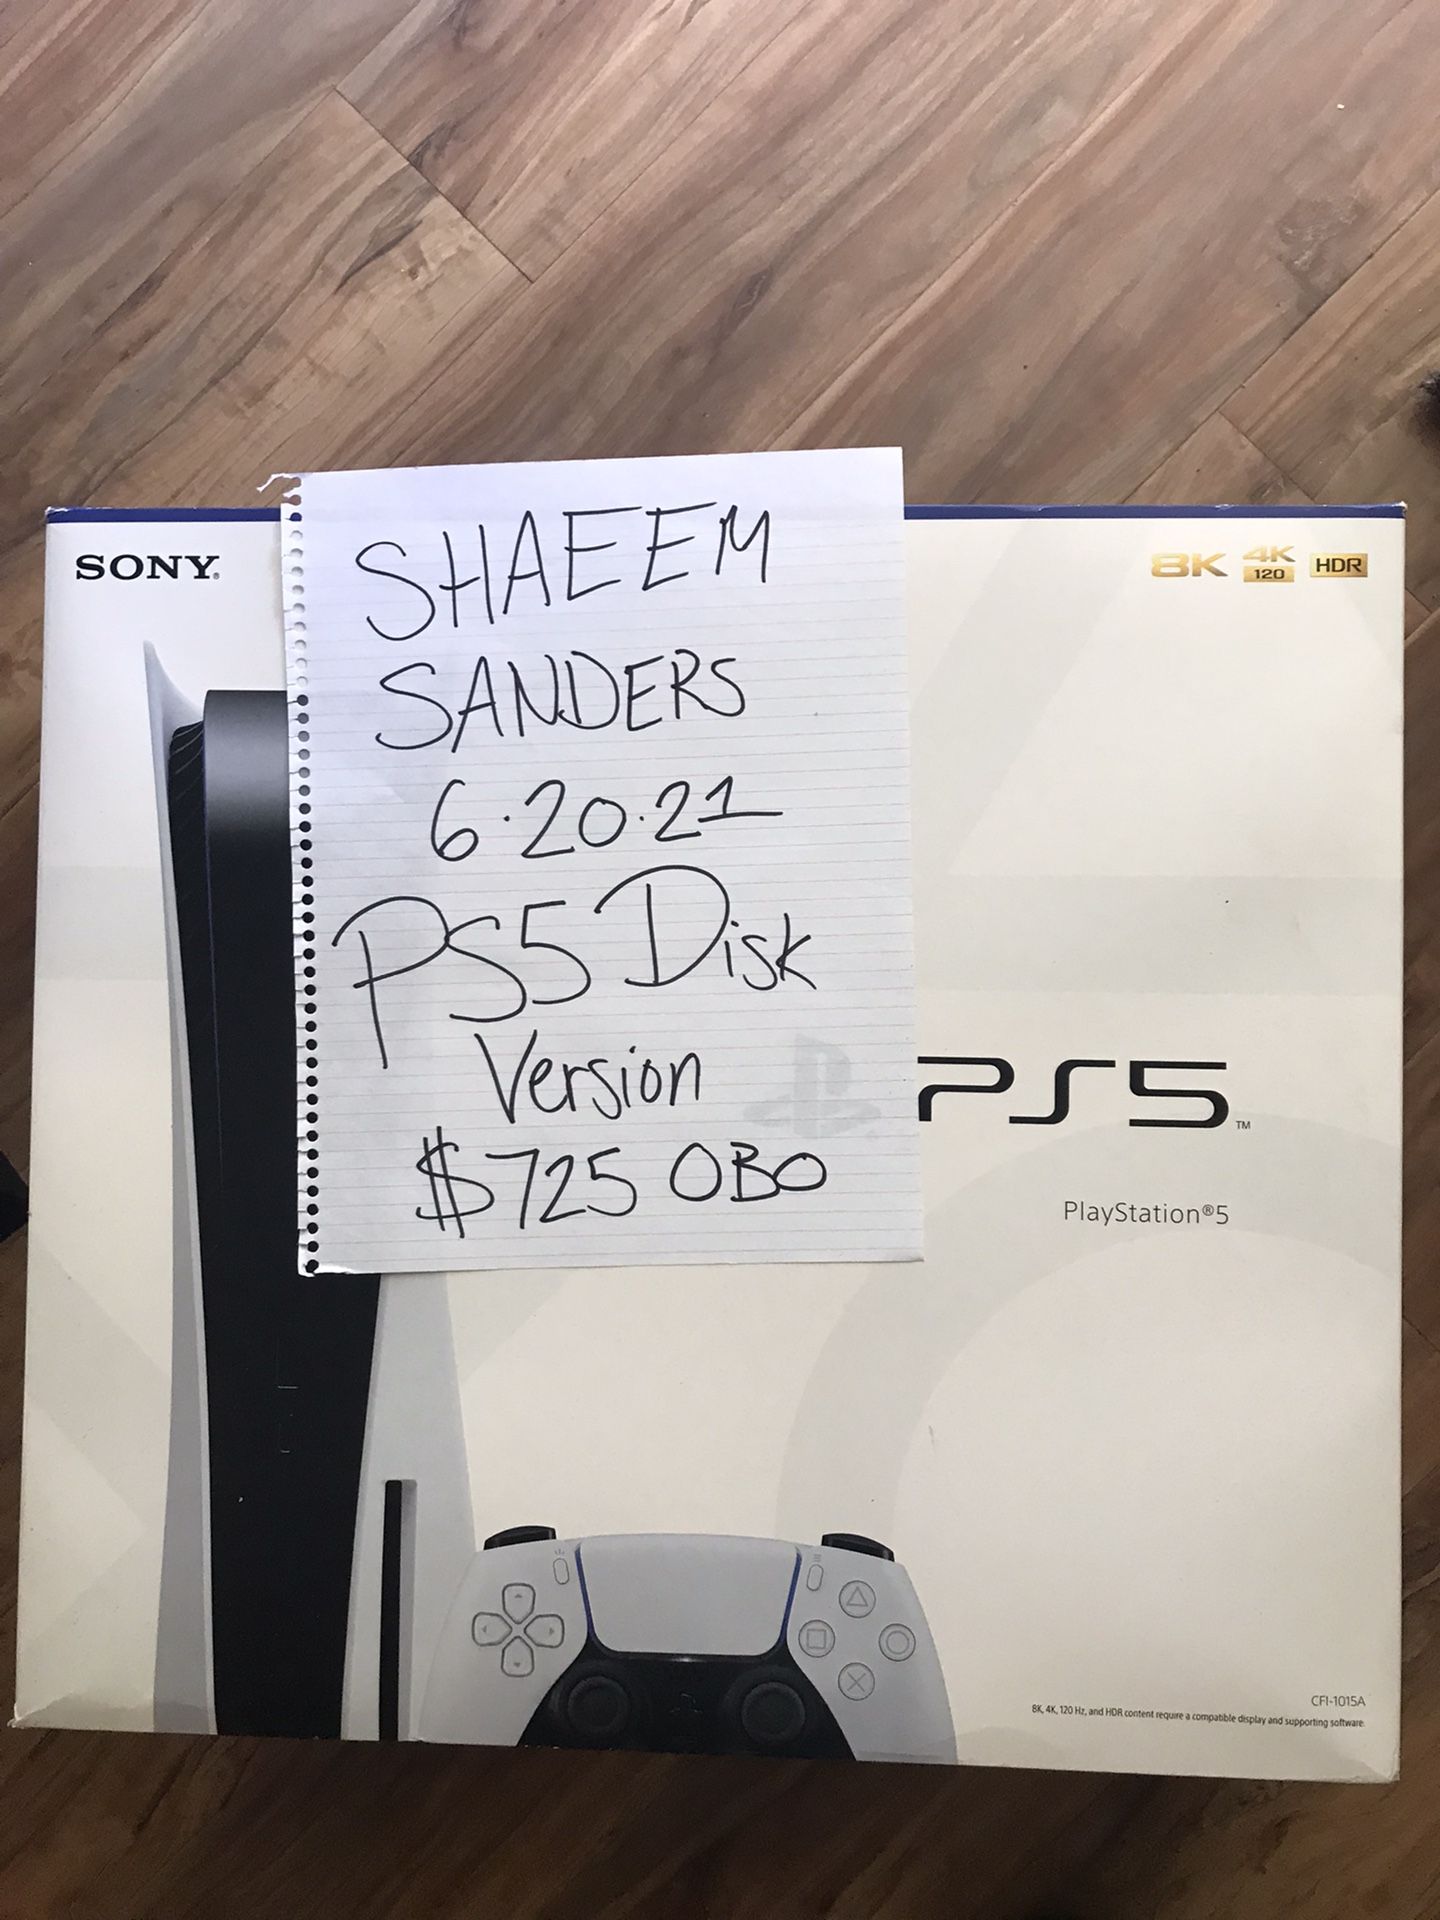 SONY
8K 4K 120 HDR
SHAEEM
SANDERS
6·20·21
PS5 Disk
Version
$725 OBO
PS5™
PlayStation®5
CFI-1015A
8K, 4K, 120 Hz, and HDR content require a compatible display and supporting software.